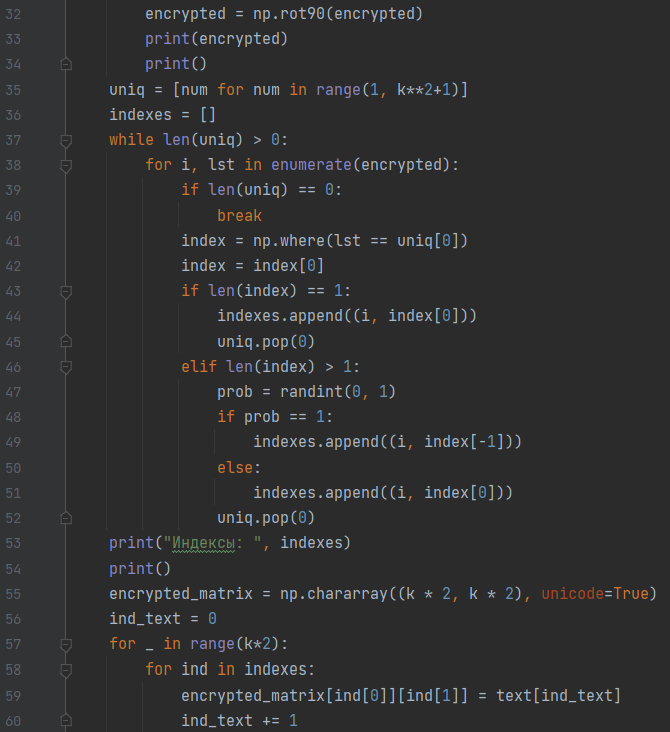 32 encrypted = np.rot90(encrypted)
33 print(encrypted)
34 print()
35 uniq = [num for num in range(1, k**2+1)]
36 indexes = []
37 while len(uniq) > 0:
38 for i, lst in enumerate(encrypted):
39 if len(uniq) == 0:
40 break
41 index = np.where(lst == uniq[0])
42 index = index[0]
43 if len(index) == 1:
44 indexes.append((i, index[0]))
45 uniq.pop(0)
46 elif len(index) > 1:
47 prob = randint(0, 1)
48 if prob == 1:
49 indexes.append((i, index[-1]))
50 else:
51 indexes.append((i, index[0]))
52 uniq.pop(0)
53 print("Индексы: ", indexes)
54 print()
55 encrypted_matrix = np.chararray((k * 2, k * 2), unicode=True)
56 ind_text = 0
57 for _ in range(k*2):
58 for ind in indexes:
59 encrypted_matrix[ind[0]][ind[1]] = text[ind_text]
60 ind_text += 1